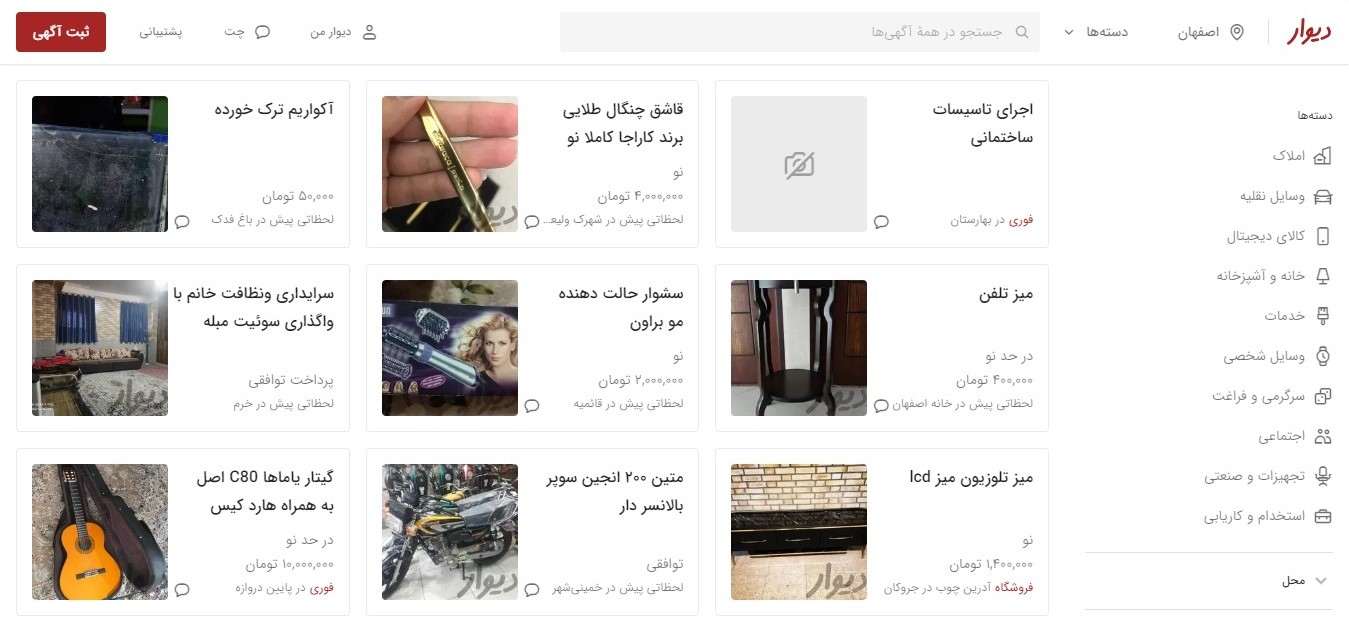 دیوار
اصفهان
دسته‌ها
جستجو در همهٔ آگهی‌ها
دیوار من
چت
پشتیبانی
ثبت آگهی
دسته‌ها
املاک
وسایل نقلیه
کالای دیجیتال
خانه و آشپزخانه
خدمات
وسایل شخصی
سرگرمی و فراغت
اجتماعی
تجهیزات و صنعتی
استخدام و کاریابی
محل
اجرای تاسیسات
ساختمانی
فوری در بهارستان
قاشق چنگال طلایی
برند کاراجا کاملا نو
نو
۴,۰۰۰,۰۰۰ تومان
لحظاتی پیش در شهرک ولیع...
دیوار
آکواریم ترک خورده
۵۰,۰۰۰ تومان
لحظاتی پیش در باغ فدک
میز تلفن
در حد نو
۴۰۰,۰۰۰ تومان
لحظاتی پیش در خانه اصفهان
دیوار
سشوار حالت دهنده
مو براون
نو
۲,۰۰۰,۰۰۰ تومان
لحظاتی پیش در قائمیه
دیوار
سرایداری ونظافت خانم با
واگذاری سوئیت مبله
پرداخت توافقی
لحظاتی پیش در خرم
دیوار
میز تلوزیون میز lcd
نو
۱,۴۰۰,۰۰۰ تومان
فروشگاه آدرین چوب در جروکان
دیوار
متین ۲۰۰ انجین سوپر
بالانسر دار
توافقی
لحظاتی پیش در خمینی‌شهر
دیوار
گیتار یاماها C80 اصل
به همراه هارد کیس
در حد نو
۱۰,۰۰۰,۰۰۰ تومان
فوری در پایین دروازه